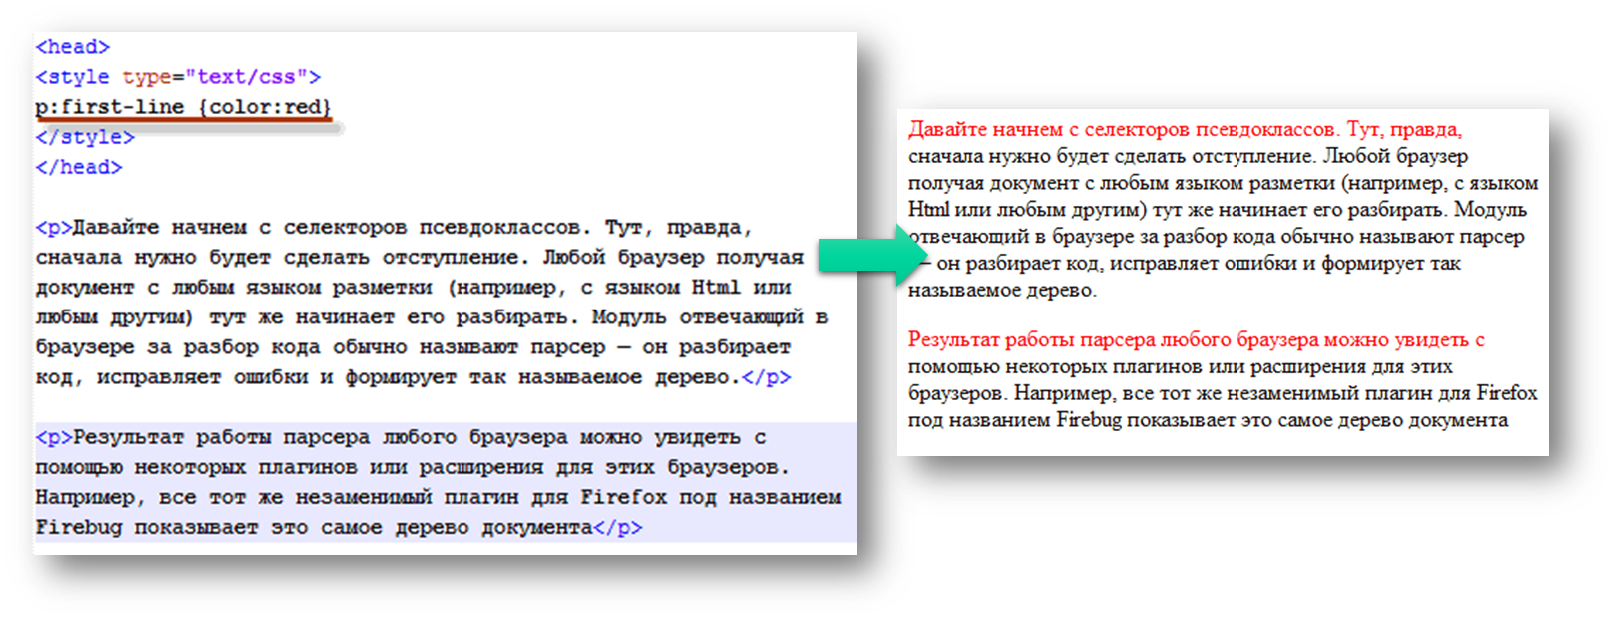 <head>
<style type="text/css">
p:first-line {color:red}
</style>
</head>
<p>Давайте начнем с селекторов псевдоклассов. Тут, правда,
сначала нужно будет сделать отступление. Любой браузер получая
документ с любым языком разметки (например, с языком Html или
любым другим) тут же начинает его разбирать. Модуль отвечающий в
браузере за разбор кода обычно называют парсер — он разбирает
код, исправляет ошибки и формирует так называемое дерево.</p>
<p>Результат работы парсера любого браузера можно увидеть с
помощью некоторых плагинов или расширения для этих браузеров.
Например, все тот же незаменимый плагин для Firefox под названием
Firebug показывает это самое дерево документа</p>
Давайте начнем с селекторов псевдоклассов. Тут, правда,
сначала нужно будет сделать отступление. Любой браузер
получая документ с любым языком разметки (например, с языком
Html или любым другим) тут же начинает его разбирать. Модуль
отвечающий в браузере за разбор кода обычно называют парсер
— он разбирает код, исправляет ошибки и формирует так
называемое дерево.
Результат работы парсера любого браузера можно увидеть с
помощью некоторых плагинов или расширения для этих
браузеров. Например, все тот же незаменимый плагин для Firefox
под названием Firebug показывает это самое дерево документа